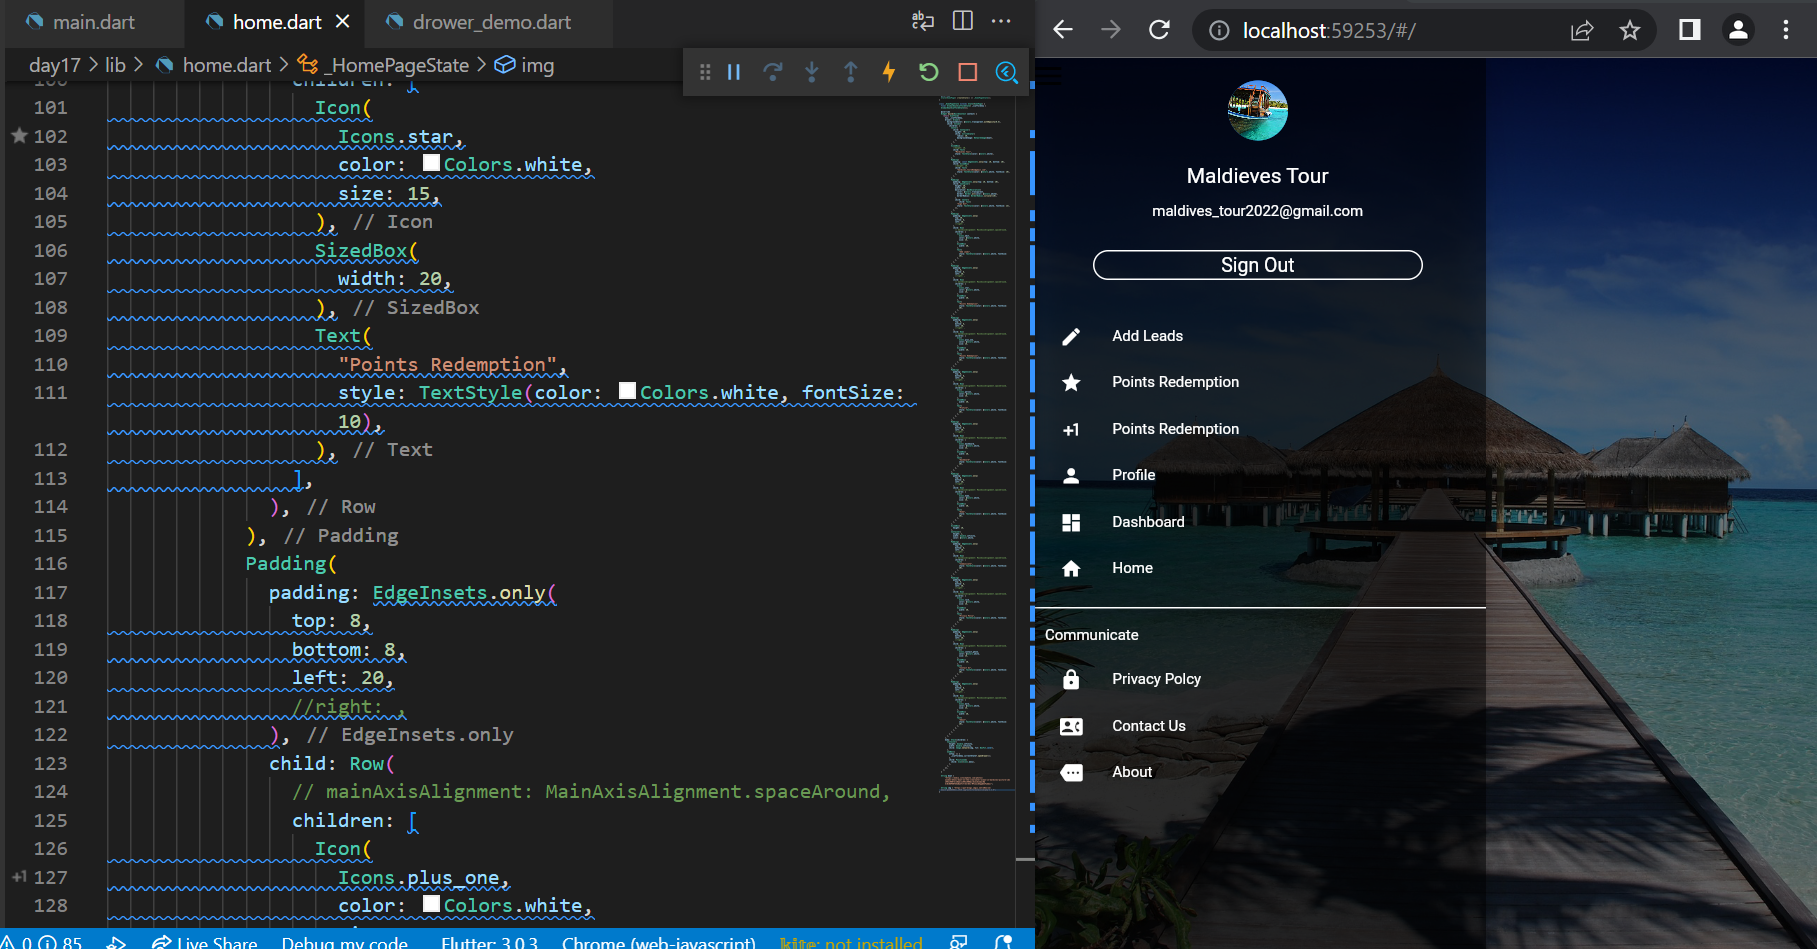 main.dart
home.dart
drower_demo.dart
day17 > lib > home.dart > _HomePageState > img
100 children: [
101 Icon(
102 Icons.star,
103 color: Colors.white,
104 size: 15,
105 ), // Icon
106 SizedBox(
107 width: 20,
108 ), // SizedBox
109 Text(
110 "Points Redemption",
111 style: TextStyle(color: Colors.white, fontSize:
10),
112 ), // Text
113 ],
114 ), // Row
115 ), // Padding
116 Padding(
117 padding: EdgeInsets.only(
118 top: 8,
119 bottom: 8,
120 left: 20,
121 //right: ,
122 ), // EdgeInsets.only
123 child: Row(
124 // mainAxisAlignment: MainAxisAlignment.spaceAround,
125 children: [
126 Icon(
+1 127 Icons.plus_one,
128 color: Colors.white,
0 85 Live Share Debug my code Flutter: 3.0.3 Chrome (web-javascript) kite: not installed
localhost:59253/#/
Maldieves Tour
maldives_tour2022@gmail.com
Sign Out
Add Leads
Points Redemption
+1 Points Redemption
Profile
Dashboard
Home
Communicate
Privacy Polcy
Contact Us
About